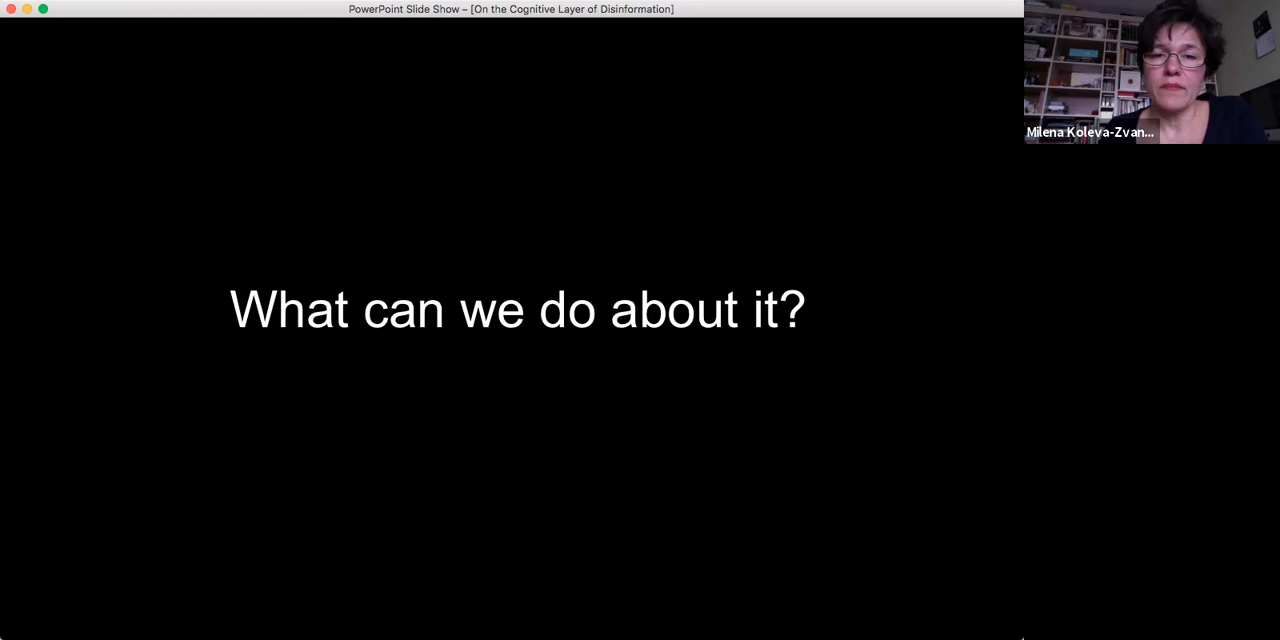 PowerPoint Slide Show – [On the Cognitive Layer of Disinformation]
Milena Koleva-Zvan...
What can we do about it?